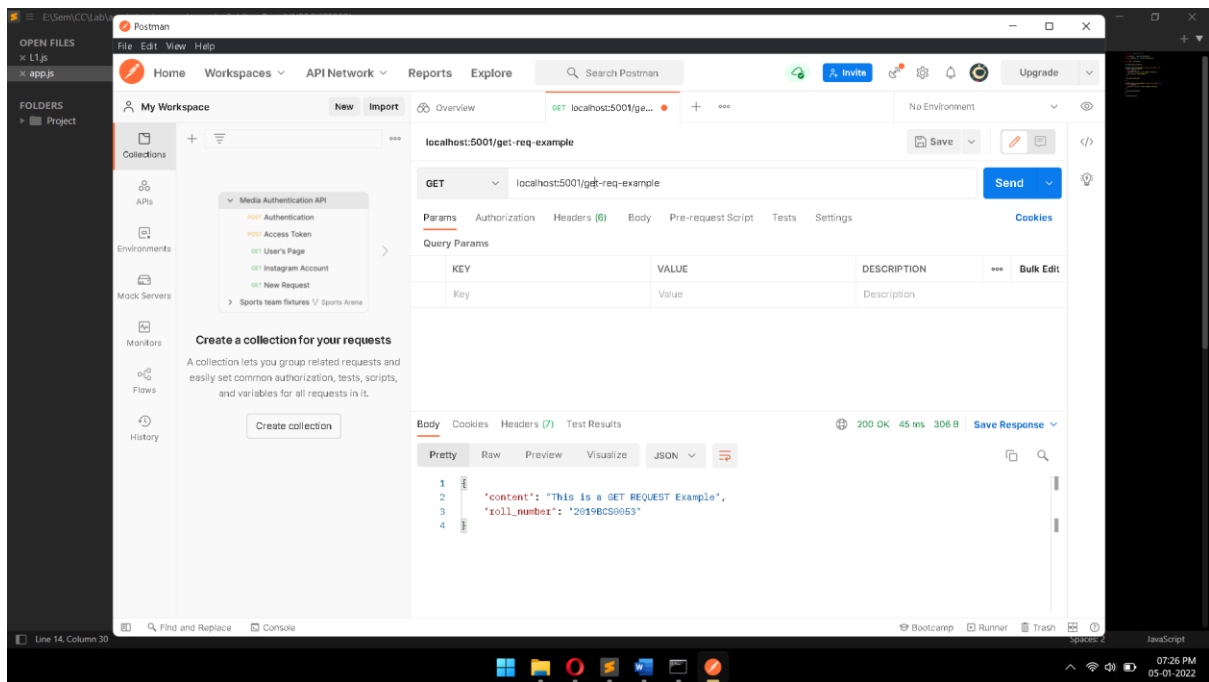 E:\Sem\CC\Lab\
OPEN FILES
L1.js
app.js
FOLDERS
Project
Line 14, Column 30
Postman
File Edit View Help
Home Workspaces API Network Reports Explore Search Postman Invite Upgrade
My Workspace New Import
Overview GET localhost:5001/ge... No Environment
Collections
APIs
Environments
Mock Servers
Monitors
Flows
History
Media Authentication API
POST Authentication
POST Access Token
GET User's Page
GET Instagram Account
GET New Request
Sports team fixtures Sports Arena
Create a collection for your requests
A collection lets you group related requests and
easily set common authorization, tests, scripts,
and variables for all requests in it.
Create collection
localhost:5001/get-req-example Save
GET localhost:5001/get-req-example Send
Params Authorization Headers (6) Body Pre-request Script Tests Settings Cookies
Query Params
KEY VALUE DESCRIPTION Bulk Edit
Key Value Description
Body Cookies Headers (7) Test Results 200 OK 45 ms 306 B Save Response
Pretty Raw Preview Visualize JSON
1 {
2 "content": "This is a GET REQUEST Example",
3 "roll_number": "2019BCS0053"
4 }
Find and Replace Console Bootcamp Runner Trash
Spaces: 2 JavaScript
07:26 PM
05-01-2022